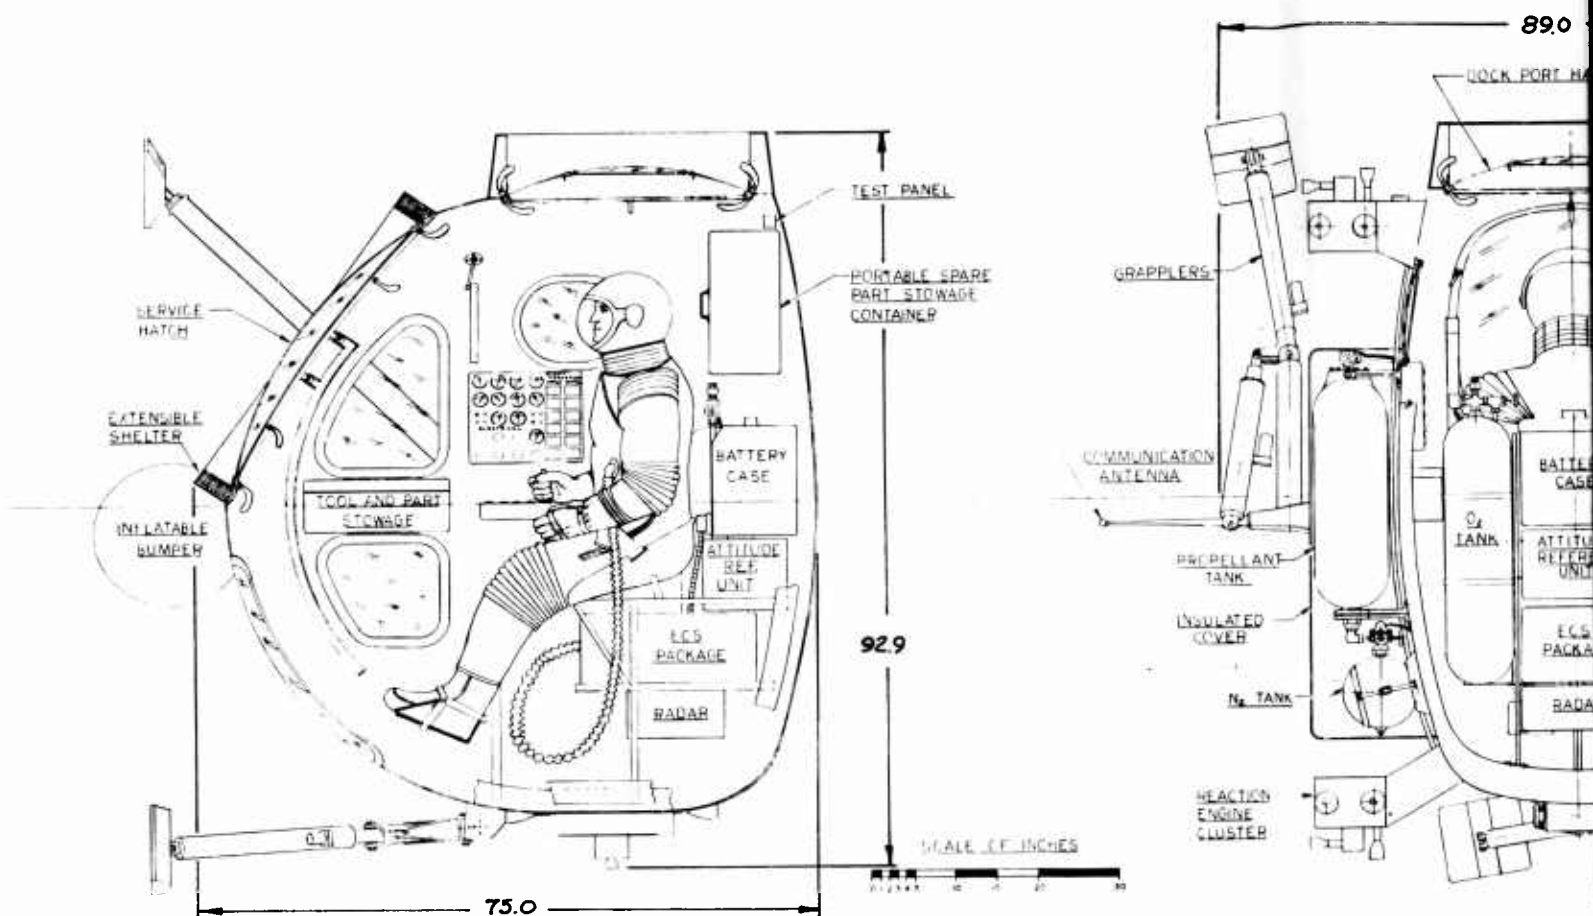 89.0
DOCK PORT
TEST PANEL
GRAPPLERS
PORTABLE SPARE
PART STOWAGE
CONTAINER
SERVICE
HATCH
EXTENSIBLE
SHELTER
BATTERY
CASE
COMMUNICATION
ANTENNA
TOOL AND PART
STOWAGE
INFLATABLE
BUMPER
O₂
TANK
ATTITUDE
REF
UNIT
PROPELLANT
TANK
INSULATED
COVER
92.9
ECS
PACKAGE
N₂ TANK
RADAR
REACTION
ENGINE
CLUSTER
SCALE OF INCHES
75.0